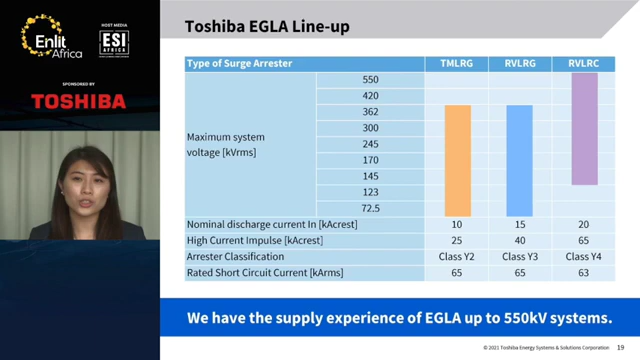 Enlit
Africa
HOST MEDIA
ESI
AFRICA
SPONSORED BY
TOSHIBA
Toshiba EGLA Line-up
Type of Surge Arrester TMLRG RVLRG RVLRC
Maximum system
voltage [kVrms]
550
420
362
300
245
170
145
123
72.5
Nominal discharge current In [kAcrest] 10 15 20
High Current Impulse [kAcrest] 25 40 65
Arrester Classification Class Y2 Class Y3 Class Y4
Rated Short Circuit Current [kArms] 65 65 63
We have the supply experience of EGLA up to 550kV systems.
© 2021 Toshiba Energy Systems & Solutions Corporation 19